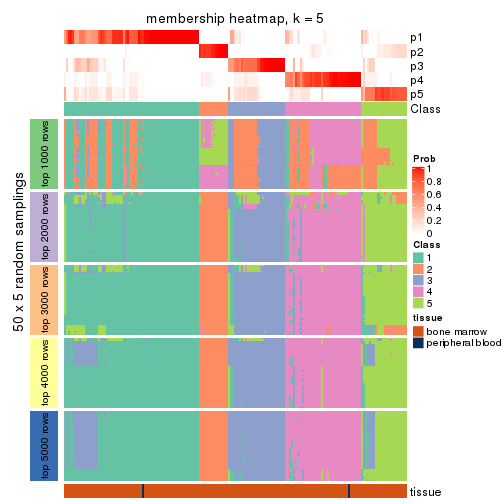 membership heatmap, k = 5
p1
p2
p3
p4
p5
Class
50 x 5 random samplings
top 1000 rows
top 2000 rows
top 3000 rows
top 4000 rows
top 5000 rows
tissue
Prob
1
0.8
0.6
0.4
0.2
0
Class
1
2
3
4
5
tissue
bone marrow
peripheral blood